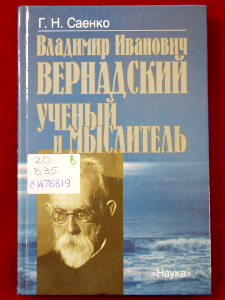 Г. Н. Саенко
Владимир Иванович
ВЕРНАДСКИЙ
УЧЕНЫЙ
и МЫСЛИТЕЛЬ
20 В
В35
С1476819
«Наука»